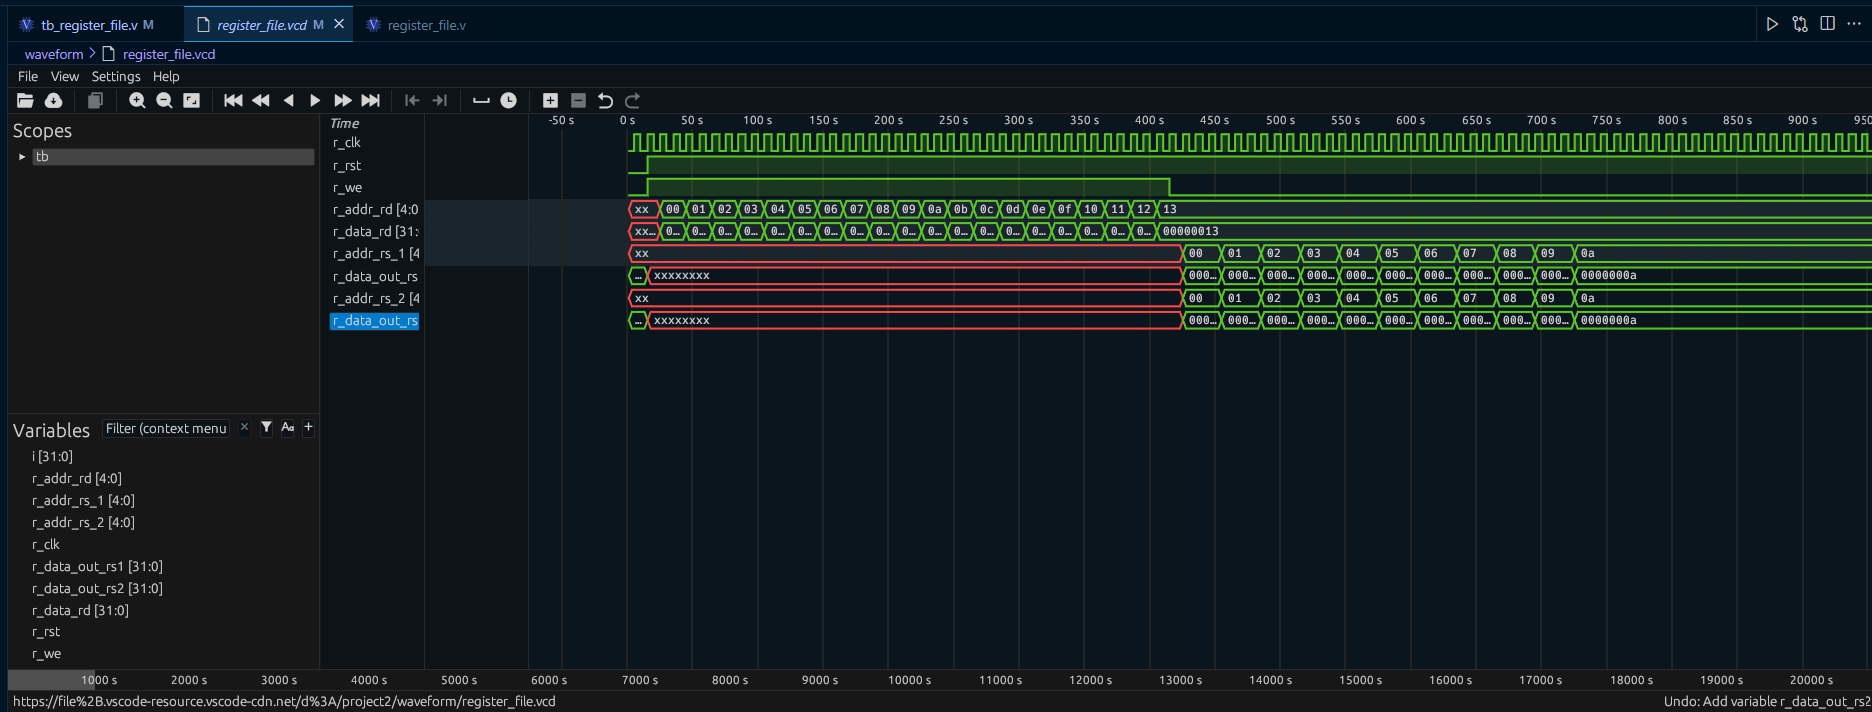 tb_register_file.v M register_file.vcd M register_file.v
waveform > register_file.vcd
File View Settings Help
Scopes
tb
Time
-50 s 0 s 50 s 100 s 150 s 200 s 250 s 300 s 350 s 400 s 450 s 500 s 550 s 600 s 650 s 700 s 750 s 800 s 850 s 900 s 950
r_clk
r_rst
r_we
r_addr_rd [4:0 xx 00 01 02 03 04 05 06 07 08 09 0a 0b 0c 0d 0e 0f 10 11 12 13
r_data_rd [31: xx... 0... 0... 0... 0... 0... 0... 0... 0... 0... 0... 0... 0... 0... 0... 0... 0... 0... 0... 0... 00000013
r_addr_rs_1 [4 xx 00 01 02 03 04 05 06 07 08 09 0a
r_data_out_rs ... xxxxxxxx 000... 000... 000... 000... 000... 000... 000... 000... 000... 000... 0000000a
r_addr_rs_2 [4 xx 00 01 02 03 04 05 06 07 08 09 0a
r_data_out_rs ... xxxxxxxx 000... 000... 000... 000... 000... 000... 000... 000... 000... 000... 0000000a
Variables Filter (context menu × Aa +
i [31:0]
r_addr_rd [4:0]
r_addr_rs_1 [4:0]
r_addr_rs_2 [4:0]
r_clk
r_data_out_rs1 [31:0]
r_data_out_rs2 [31:0]
r_data_rd [31:0]
r_rst
r_we
1000 s 2000 s 3000 s 4000 s 5000 s 6000 s 7000 s 8000 s 9000 s 10000 s 11000 s 12000 s 13000 s 14000 s 15000 s 16000 s 17000 s 18000 s 19000 s 20000 s
https://file%2B.vscode-resource.vscode-cdn.net/d%3A/project2/waveform/register_file.vcd Undo: Add variable r_data_out_rs2